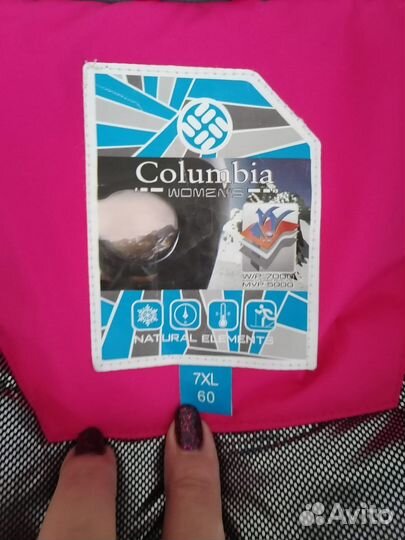 Columbia
WOMEN'S
W/P 7000
MVP 5000
NATURAL ELEMENTS
7XL
60
Avito